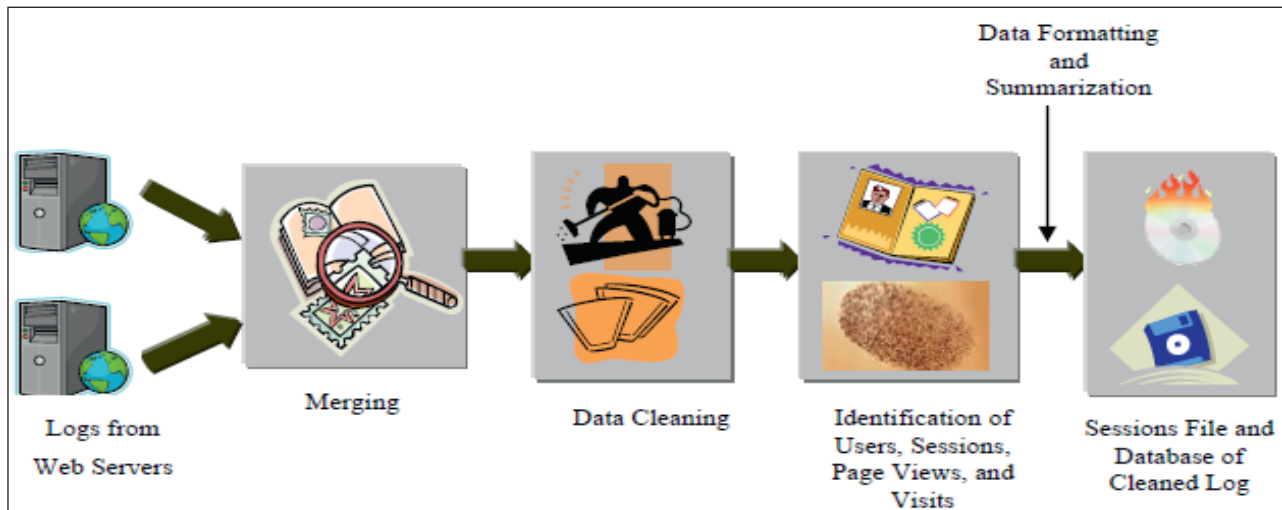 Data Formatting
and
Summarization
Logs from
Web Servers
Merging
Data Cleaning
Identification of
Users, Sessions,
Page Views, and
Visits
Sessions File and
Database of
Cleaned Log